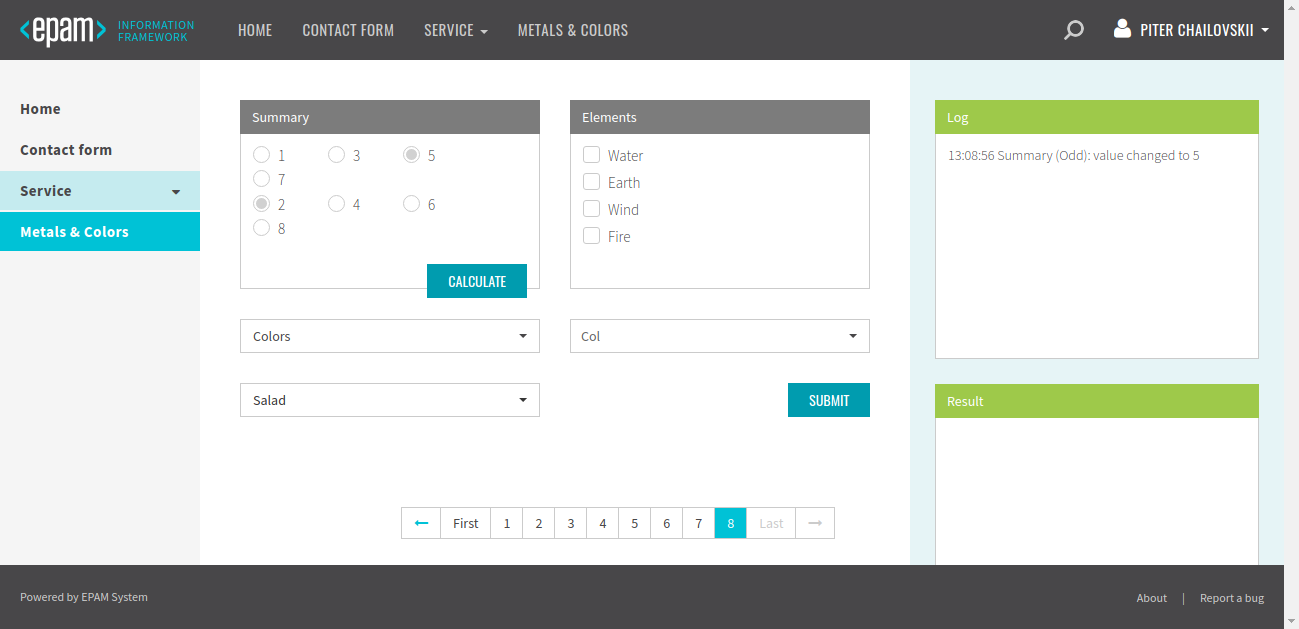 <epam> INFORMATION FRAMEWORK
HOME CONTACT FORM SERVICE METALS & COLORS
PITER CHAILOVSKII
Home
Contact form
Service
Metals & Colors
Summary
1 3 5
7
2 4 6
8
CALCULATE
Elements
Water
Earth
Wind
Fire
Colors
Col
Salad
SUBMIT
First 1 2 3 4 5 6 7 8 Last
Log
13:08:56 Summary (Odd): value changed to 5
Result
Powered by EPAM System
About | Report a bug